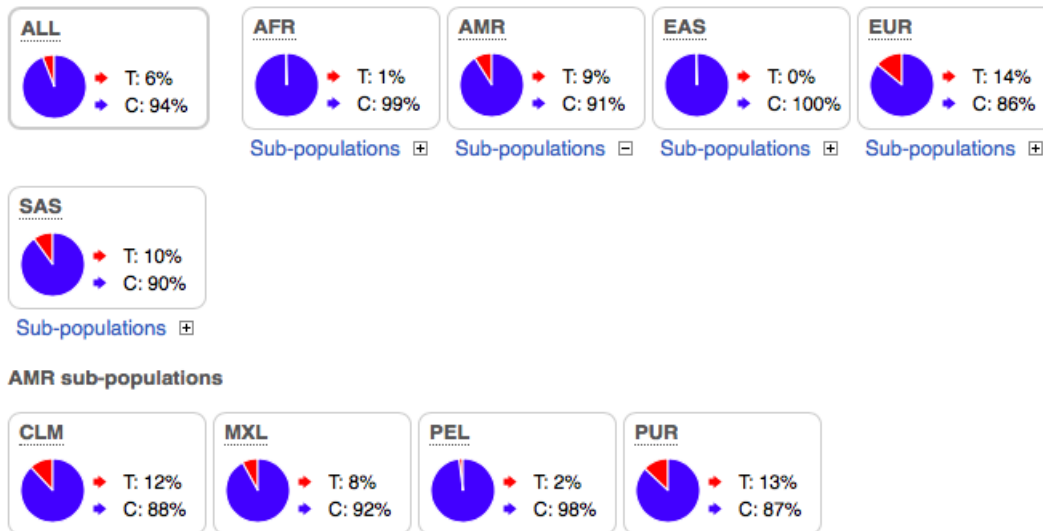 ALL
T: 6%
C: 94%
AFR
T: 1%
C: 99%
Sub-populations
AMR
T: 9%
C: 91%
Sub-populations
EAS
T: 0%
C: 100%
Sub-populations
EUR
T: 14%
C: 86%
Sub-populations
SAS
T: 10%
C: 90%
Sub-populations
AMR sub-populations
CLM
T: 12%
C: 88%
MXL
T: 8%
C: 92%
PEL
T: 2%
C: 98%
PUR
T: 13%
C: 87%